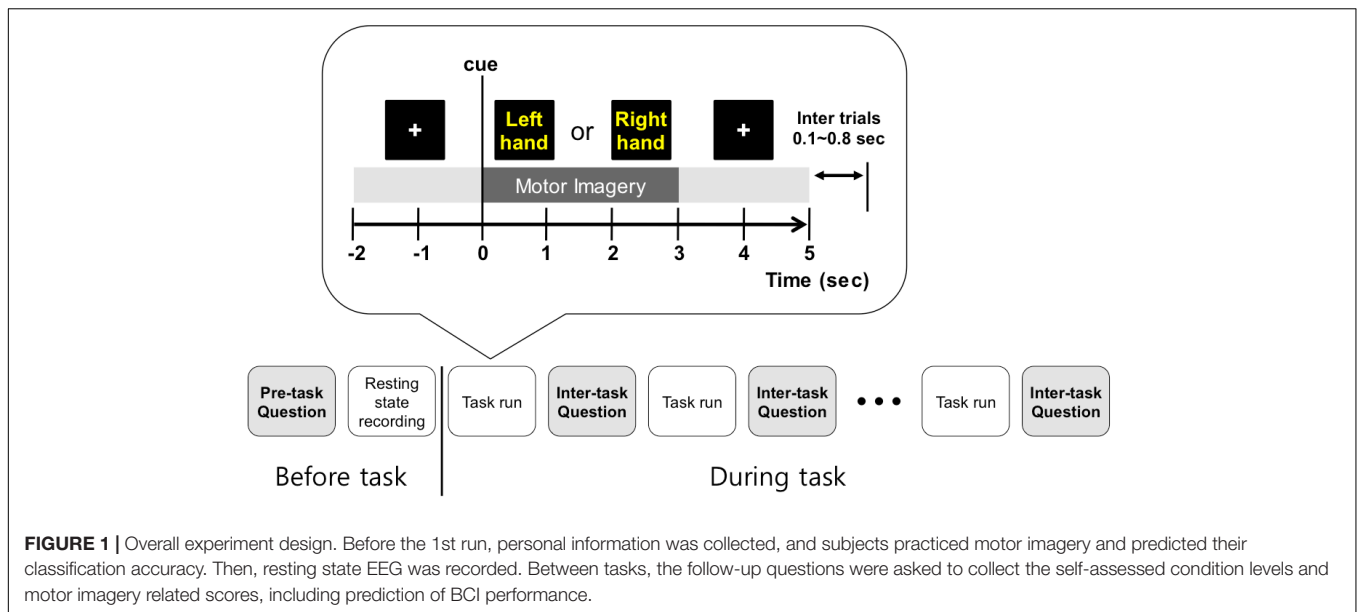 cue
+
Left
hand
or
Right
hand
+
Inter trials
0.1~0.8 sec
Motor Imagery
-2 -1 0 1 2 3 4 5
Time (sec)
Pre-task
Question
Resting
state
recording
Task run
Inter-task
Question
Task run
Inter-task
Question
•••
Task run
Inter-task
Question
Before task
During task
FIGURE 1 | Overall experiment design. Before the 1st run, personal information was collected, and subjects practiced motor imagery and predicted their
classification accuracy. Then, resting state EEG was recorded. Between tasks, the follow-up questions were asked to collect the self-assessed condition levels and
motor imagery related scores, including prediction of BCI performance.